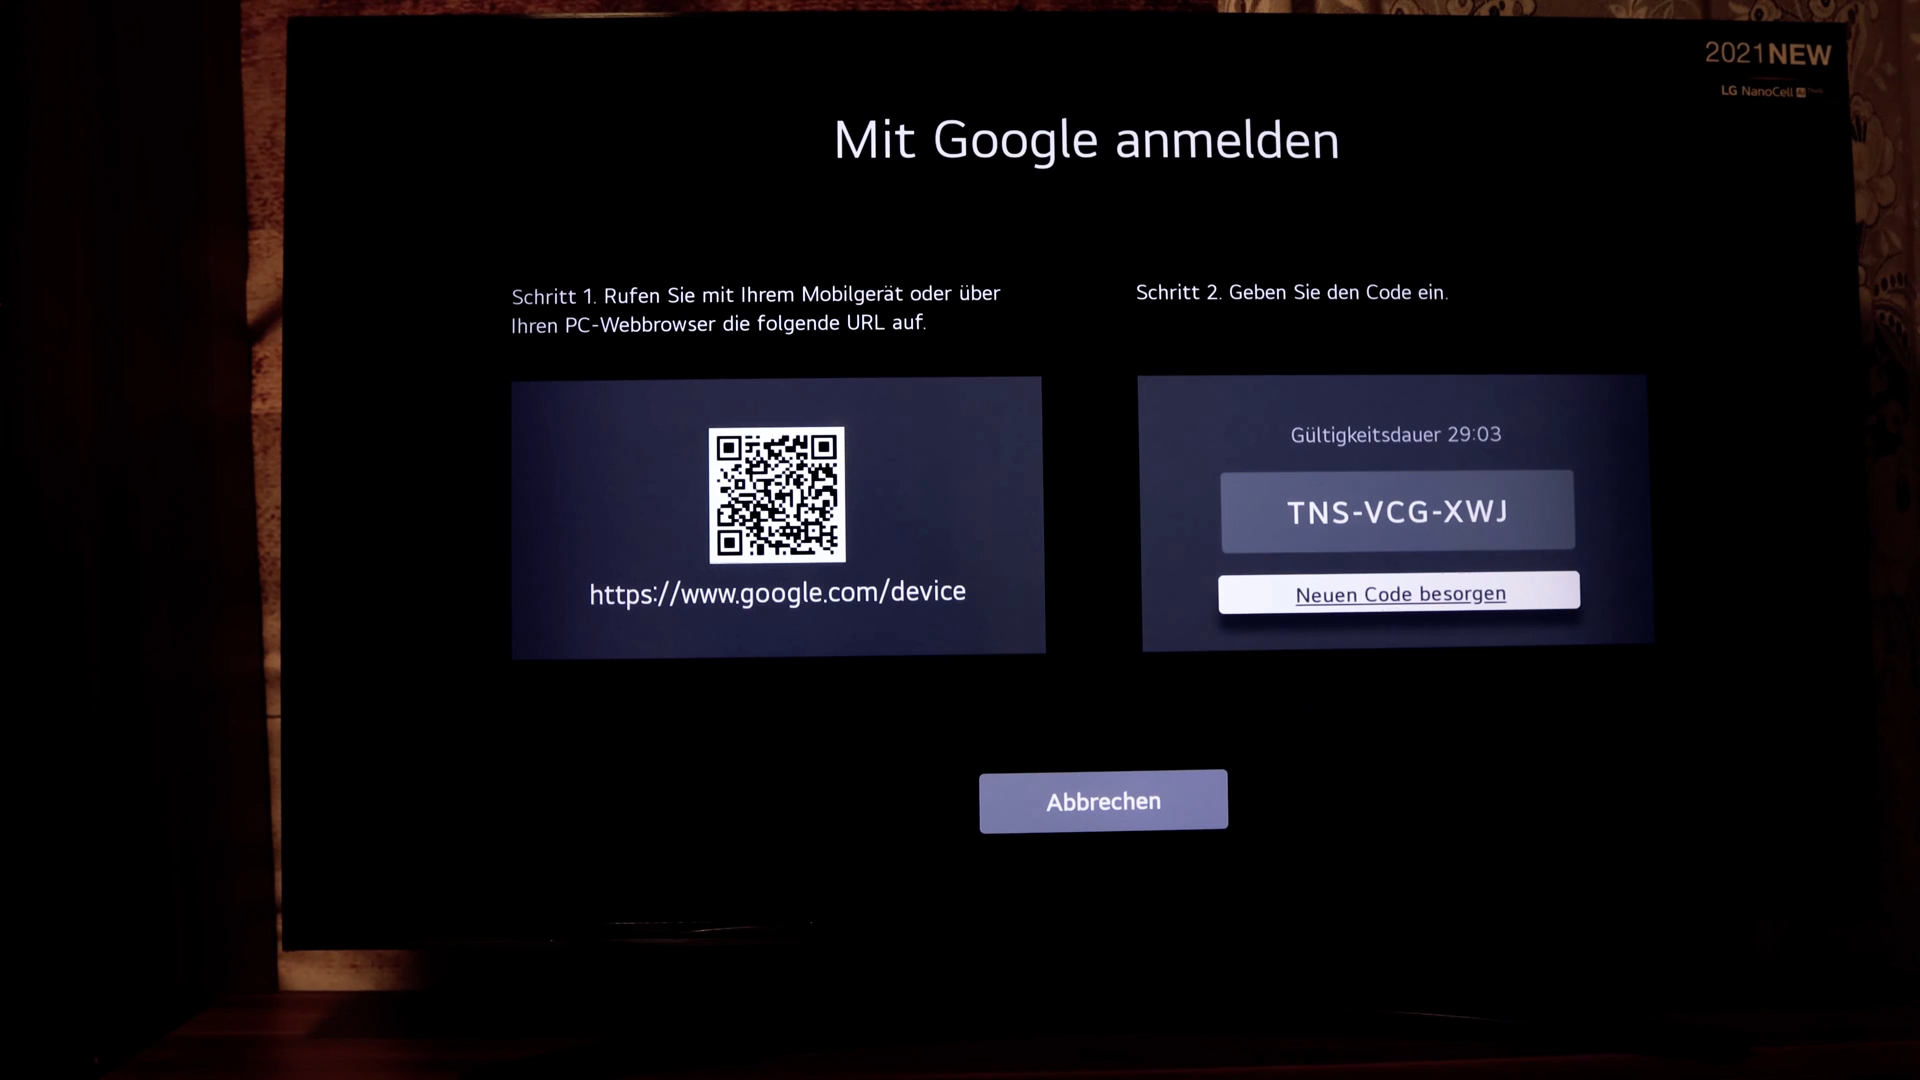 2021NEW
LG NanoCell AI
Mit Google anmelden
Schritt 1. Rufen Sie mit Ihrem Mobilgerät oder über
Ihren PC-Webbrowser die folgende URL auf.
https://www.google.com/device
Schritt 2. Geben Sie den Code ein.
Gültigkeitsdauer 29:03
TNS-VCG-XWJ
Neuen Code besorgen
Abbrechen